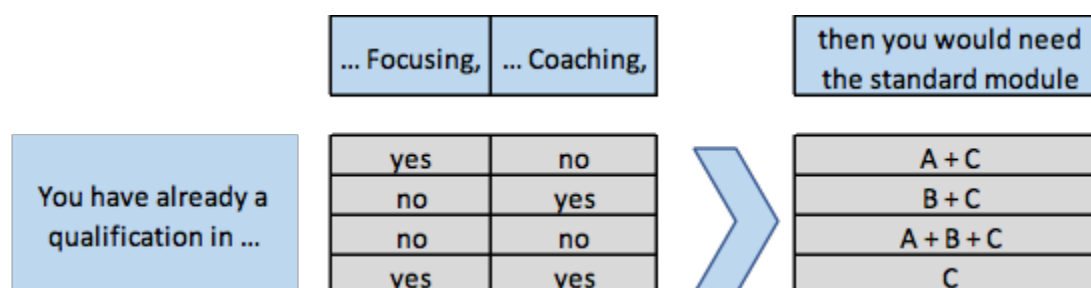 ... Focusing, ... Coaching, then you would need
the standard module
You have already a
qualification in ...
yes no A + C
no yes B + C
no no A + B + C
yes yes C